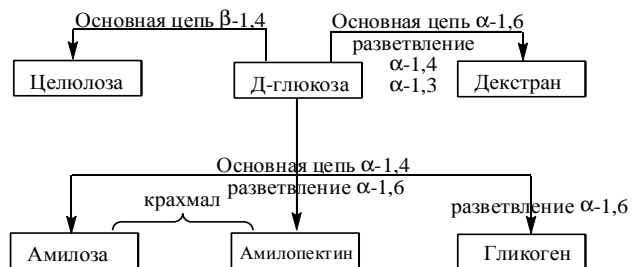 Основная цепь β-1,4
Основная цепь α-1,6
разветвление
α-1,4
α-1,3
Целюлоза
Д-глюкоза
Декстран
Основная цепь α-1,4
разветвление α-1,6
крахмал
разветвление α-1,6
Амилоза
Амилопектин
Гликоген